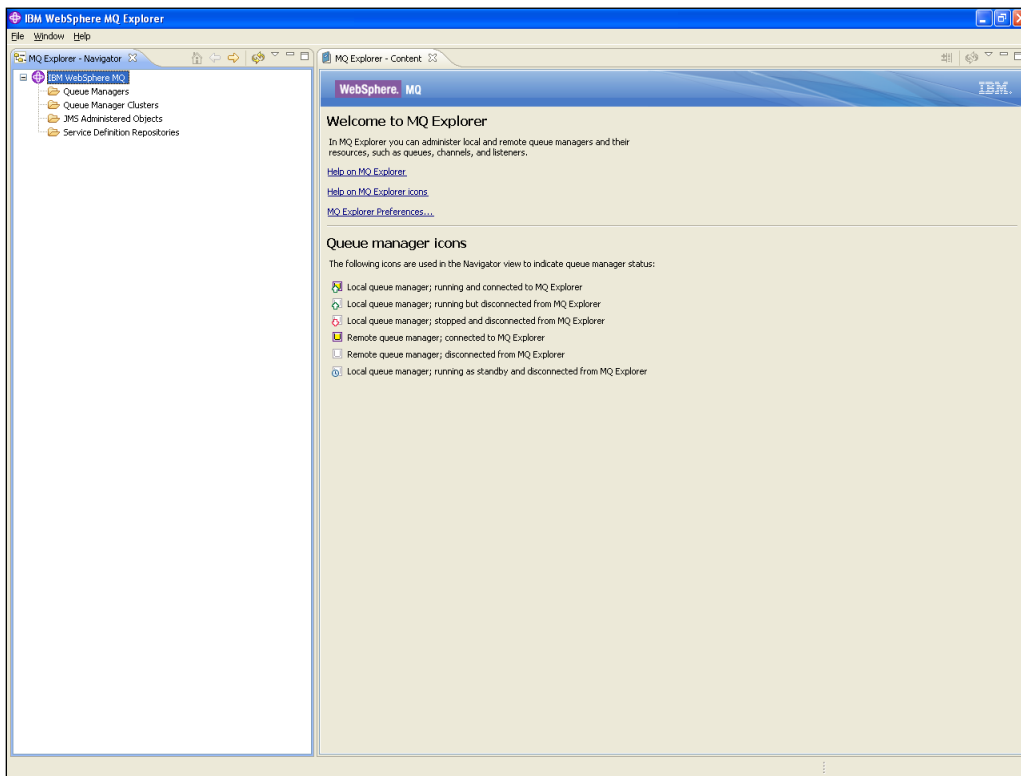 IBM WebSphere MQ Explorer
File Window Help
MQ Explorer - Navigator
IBM WebSphere MQ
Queue Managers
Queue Manager Clusters
JMS Administered Objects
Service Definition Repositories
MQ Explorer - Content
WebSphere. MQ IBM.
Welcome to MQ Explorer
In MQ Explorer you can administer local and remote queue managers and their
resources, such as queues, channels, and listeners.
Help on MQ Explorer
Help on MQ Explorer icons
MQ Explorer Preferences...
Queue manager icons
The following icons are used in the Navigator view to indicate queue manager status:
Local queue manager; running and connected to MQ Explorer
Local queue manager; running but disconnected from MQ Explorer
Local queue manager; stopped and disconnected from MQ Explorer
Remote queue manager; connected to MQ Explorer
Remote queue manager; disconnected from MQ Explorer
Local queue manager; running as standby and disconnected from MQ Explorer